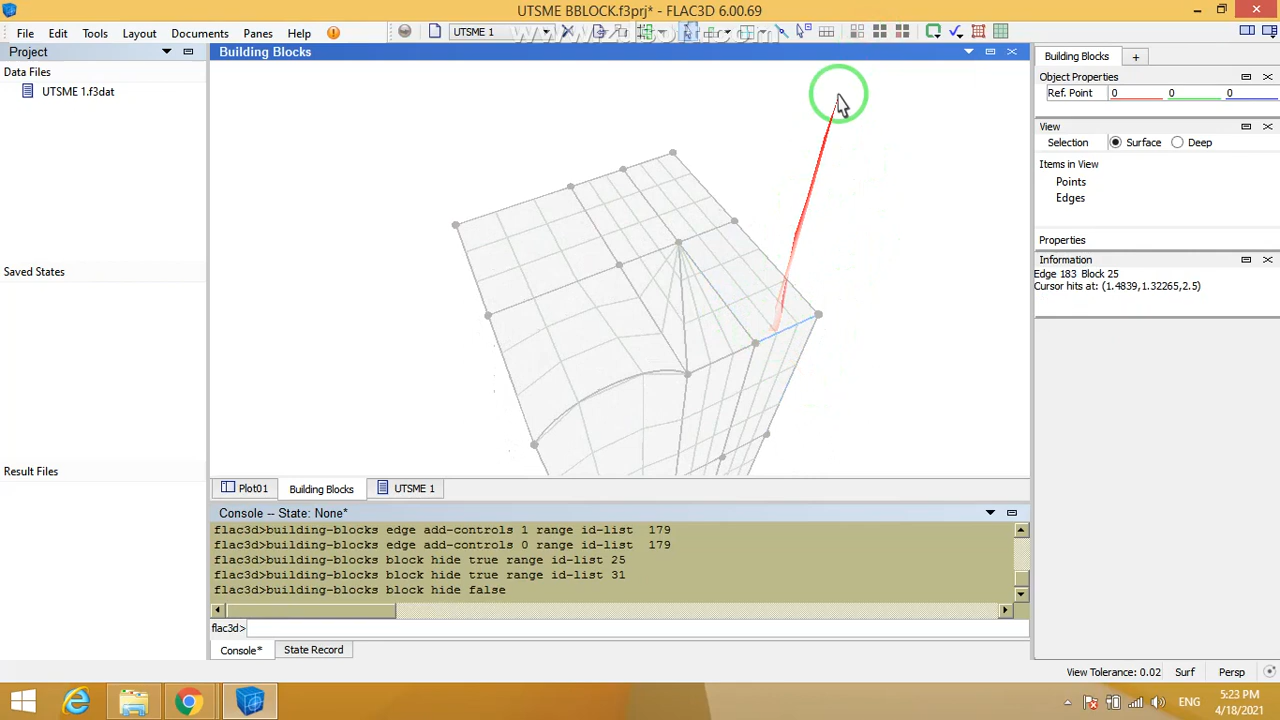 UTSME BBLOCK.f3prj* - FLAC3D 6.00.69
File Edit Tools Layout Documents Panes Help
UTSME 1
Project
Data Files
UTSME 1.f3dat
Saved States
Result Files
Building Blocks
Plot01 Building Blocks UTSME 1
Console -- State: None*
flac3d>building-blocks edge add-controls 1 range id-list 179
flac3d>building-blocks edge add-controls 0 range id-list 179
flac3d>building-blocks block hide true range id-list 25
flac3d>building-blocks block hide true range id-list 31
flac3d>building-blocks block hide false
flac3d>
Console* State Record
Building Blocks +
Object Properties
Ref. Point 0 0 0
View
Selection Surface Deep
Items in View
Points
Edges
Properties
Information
Edge 183 Block 25
Cursor hits at: (1.4839,1.32265,2.5)
View Tolerance: 0.02 Surf Persp
ENG
5:23 PM
4/18/2021